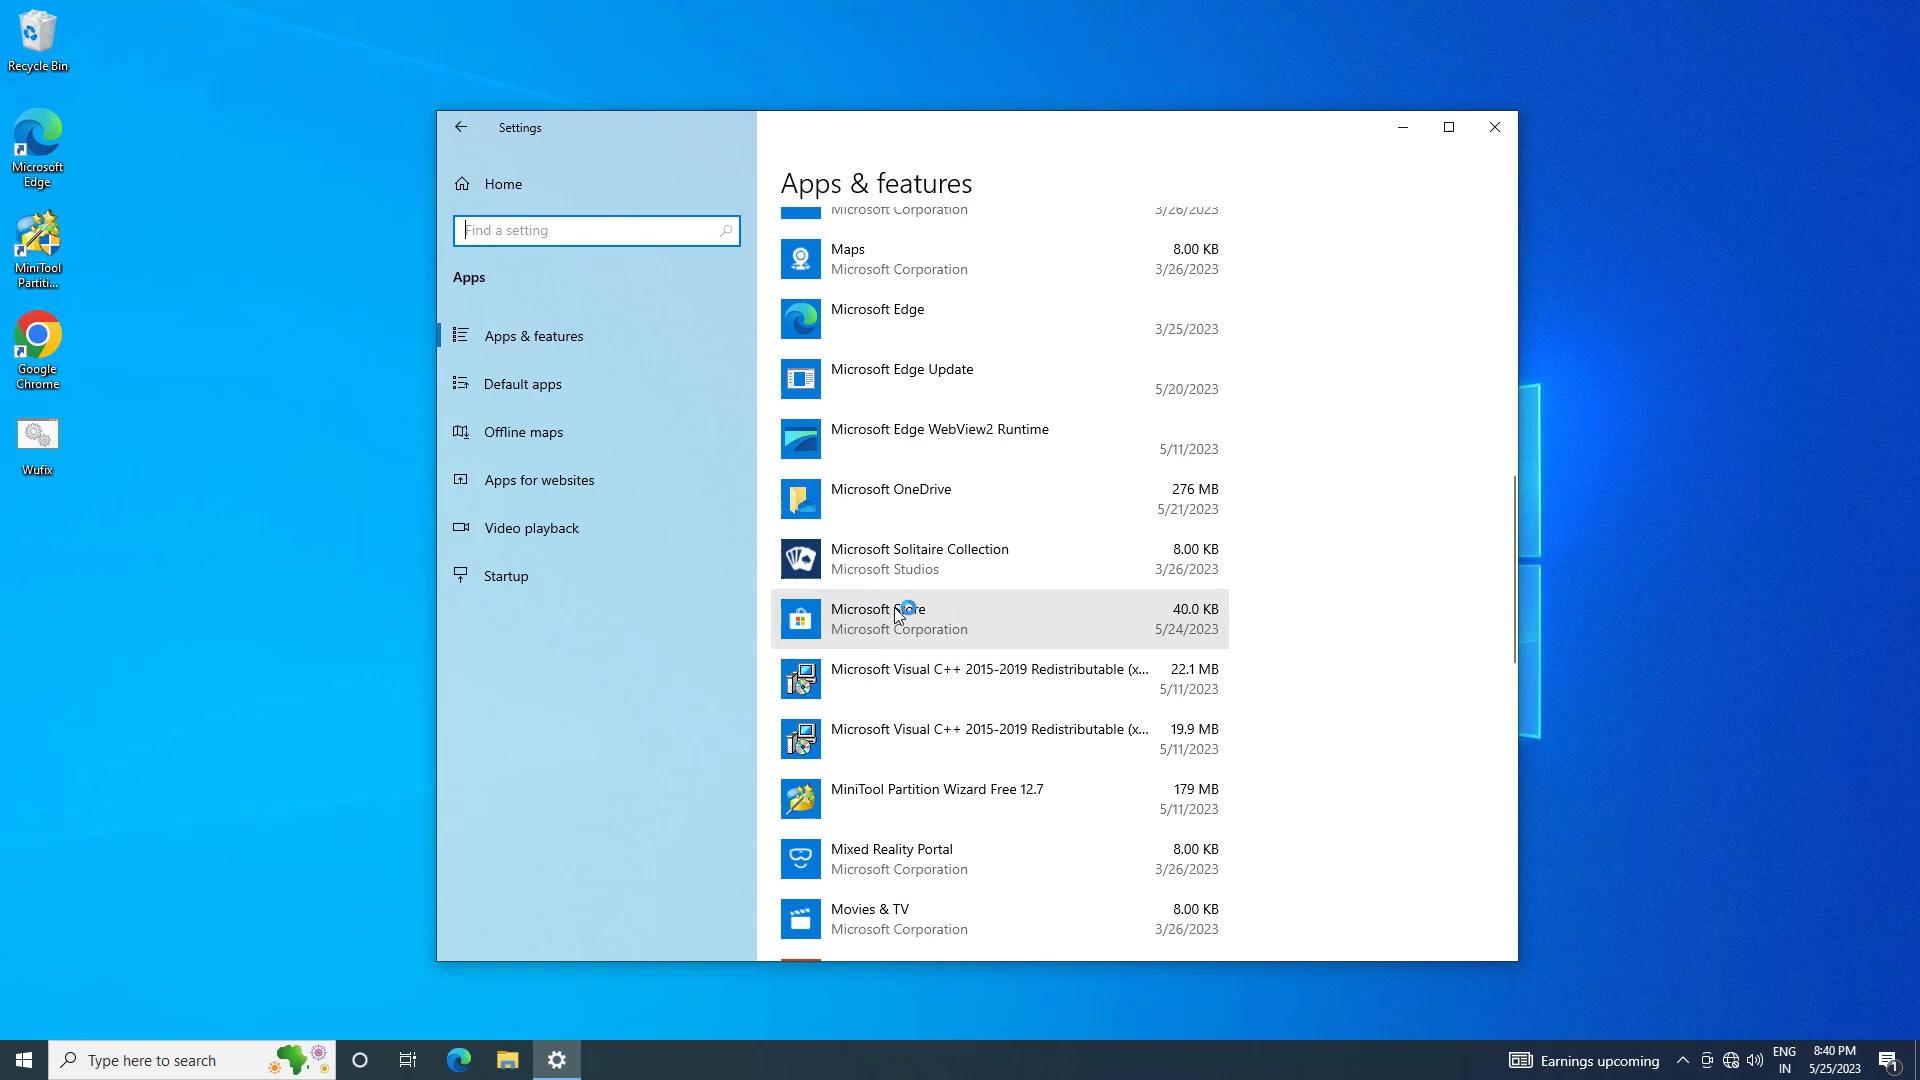 Recycle Bin
Microsoft
Edge
MiniTool
Partiti...
Google
Chrome
Wufix
Settings
Home
Find a setting
Apps
Apps & features
Default apps
Offline maps
Apps for websites
Video playback
Startup
Apps & features
Microsoft Corporation 3/26/2023
Maps 8.00 KB
Microsoft Corporation 3/26/2023
Microsoft Edge
3/25/2023
Microsoft Edge Update
5/20/2023
Microsoft Edge WebView2 Runtime
5/11/2023
Microsoft OneDrive 276 MB
5/21/2023
Microsoft Solitaire Collection 8.00 KB
Microsoft Studios 3/26/2023
Microsoft Store 40.0 KB
Microsoft Corporation 5/24/2023
Microsoft Visual C++ 2015-2019 Redistributable (x... 22.1 MB
5/11/2023
Microsoft Visual C++ 2015-2019 Redistributable (x... 19.9 MB
5/11/2023
MiniTool Partition Wizard Free 12.7 179 MB
5/11/2023
Mixed Reality Portal 8.00 KB
Microsoft Corporation 3/26/2023
Movies & TV 8.00 KB
Microsoft Corporation 3/26/2023
Type here to search
Earnings upcoming
ENG
IN
8:40 PM
5/25/2023
1